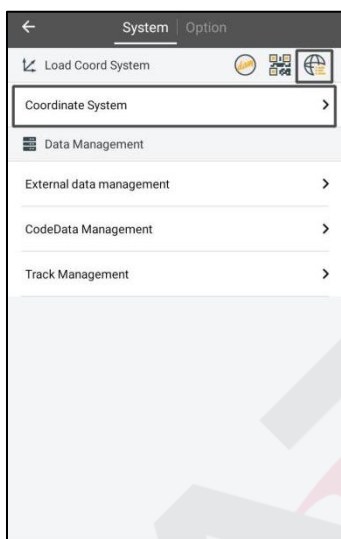 System | Option
Load Coord System
Coordinate System
Data Management
External data management
CodeData Management
Track Management